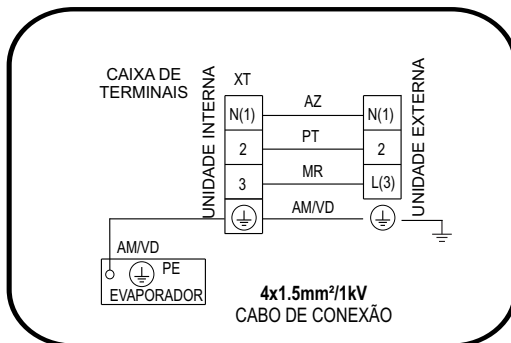 CAIXA DE
TERMINAIS
UNIDADE INTERNA
XT
UNIDADE EXTERNA
N(1) AZ N(1)
2 PT 2
3 MR L(3)
AM/VD
AM/VD
PE
EVAPORADOR
4x1.5mm²/1kV
CABO DE CONEXÃO